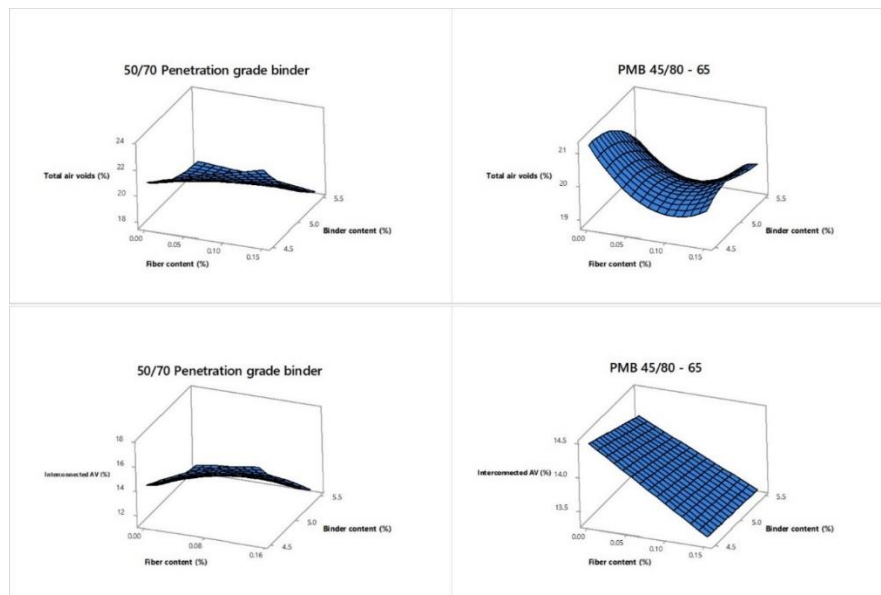 50/70 Penetration grade binder
24
22
20
18
Total air voids (%)
0.00
0.05
0.10
0.15
Fiber content (%)
4.5
5.0
5.5
Binder content (%)
PMB 45/80 - 65
21
20
19
Total air voids (%)
0.00
0.05
0.10
0.15
Fiber content (%)
4.5
5.0
5.5
Binder content (%)
50/70 Penetration grade binder
18
16
14
12
Interconnected AV (%)
0.00
0.08
0.16
Fiber content (%)
4.5
5.0
5.5
Binder content (%)
PMB 45/80 - 65
14.5
14.0
13.5
Interconnected AV (%)
0.00
0.05
0.10
0.15
Fiber content (%)
4.5
5.0
5.5
Binder content (%)